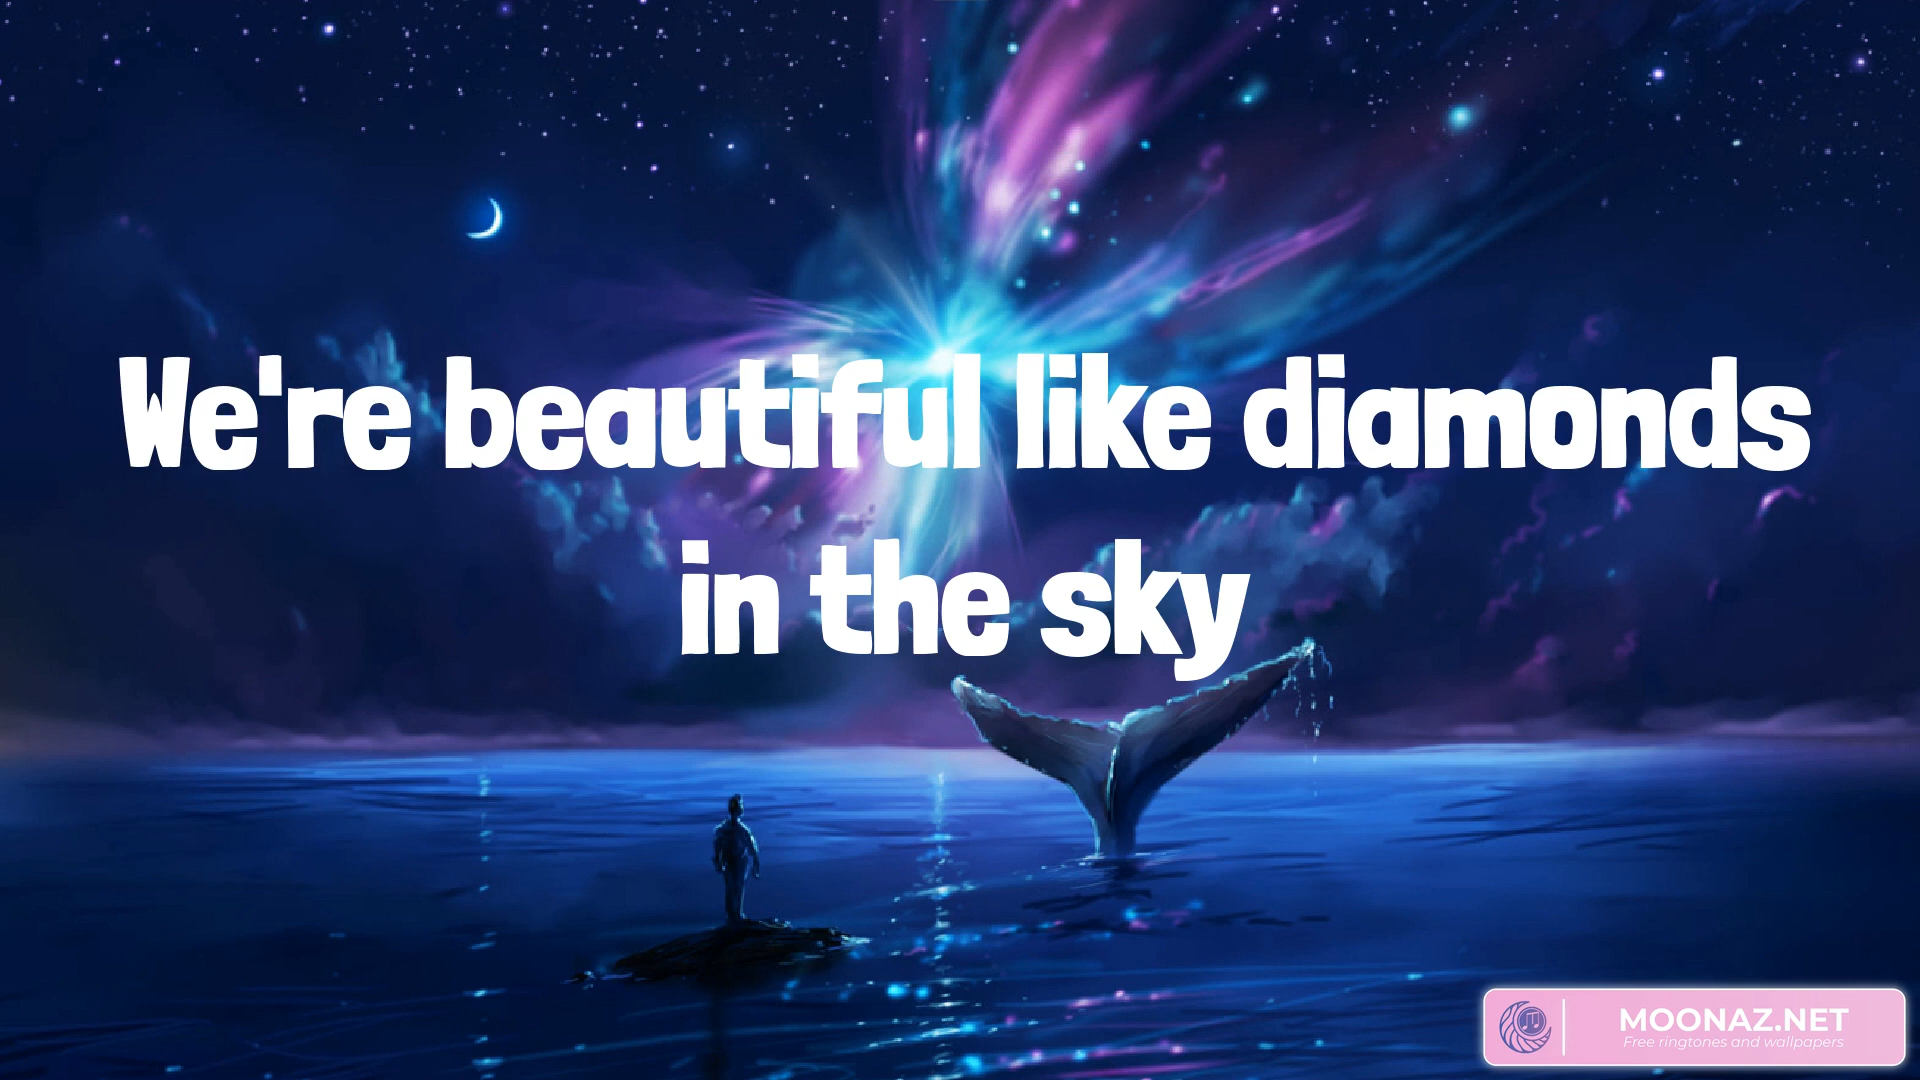 We're beautiful like diamonds
in the sky
MOONAZ.NET
Free ringtones and wallpapers